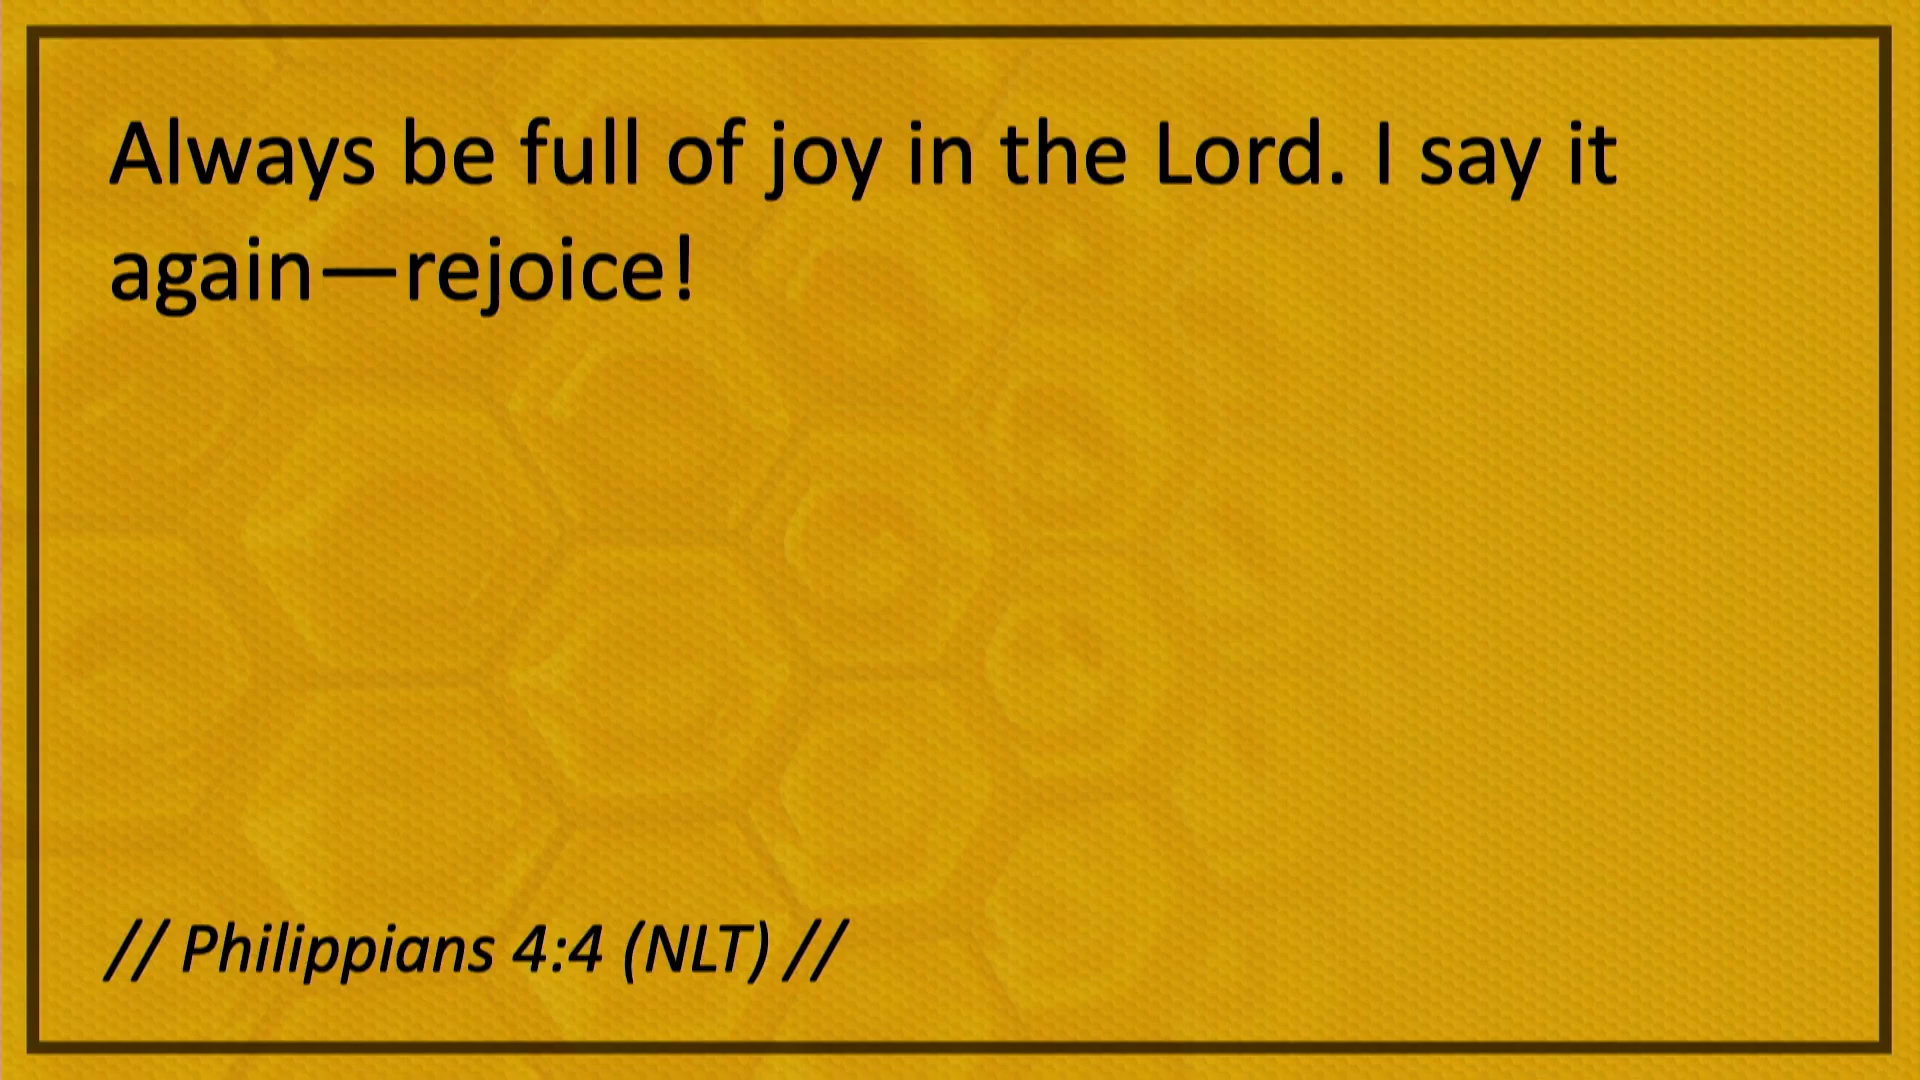 Always be full of joy in the Lord. I say it
again—rejoice!
// Philippians 4:4 (NLT) //